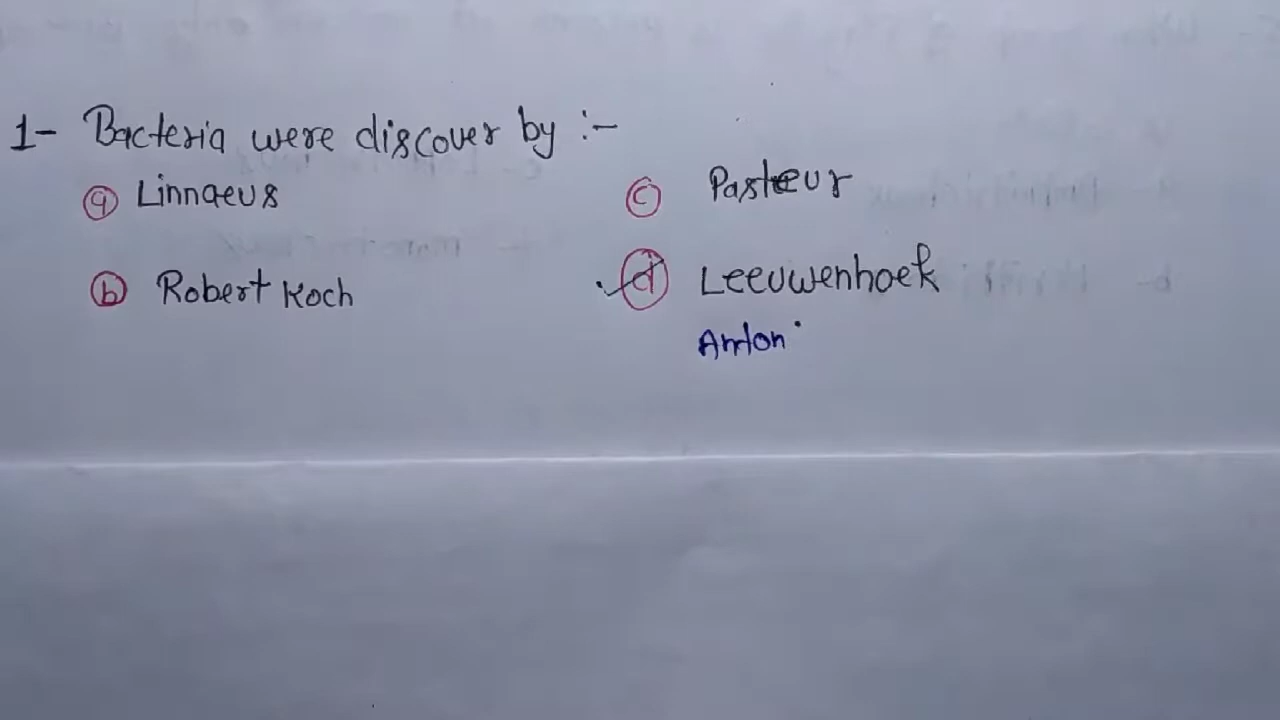 1- Bacteria were discover by :-
a Linnaeus
c Pasteur
b Robert Koch
d Leeuwenhoek
Anton